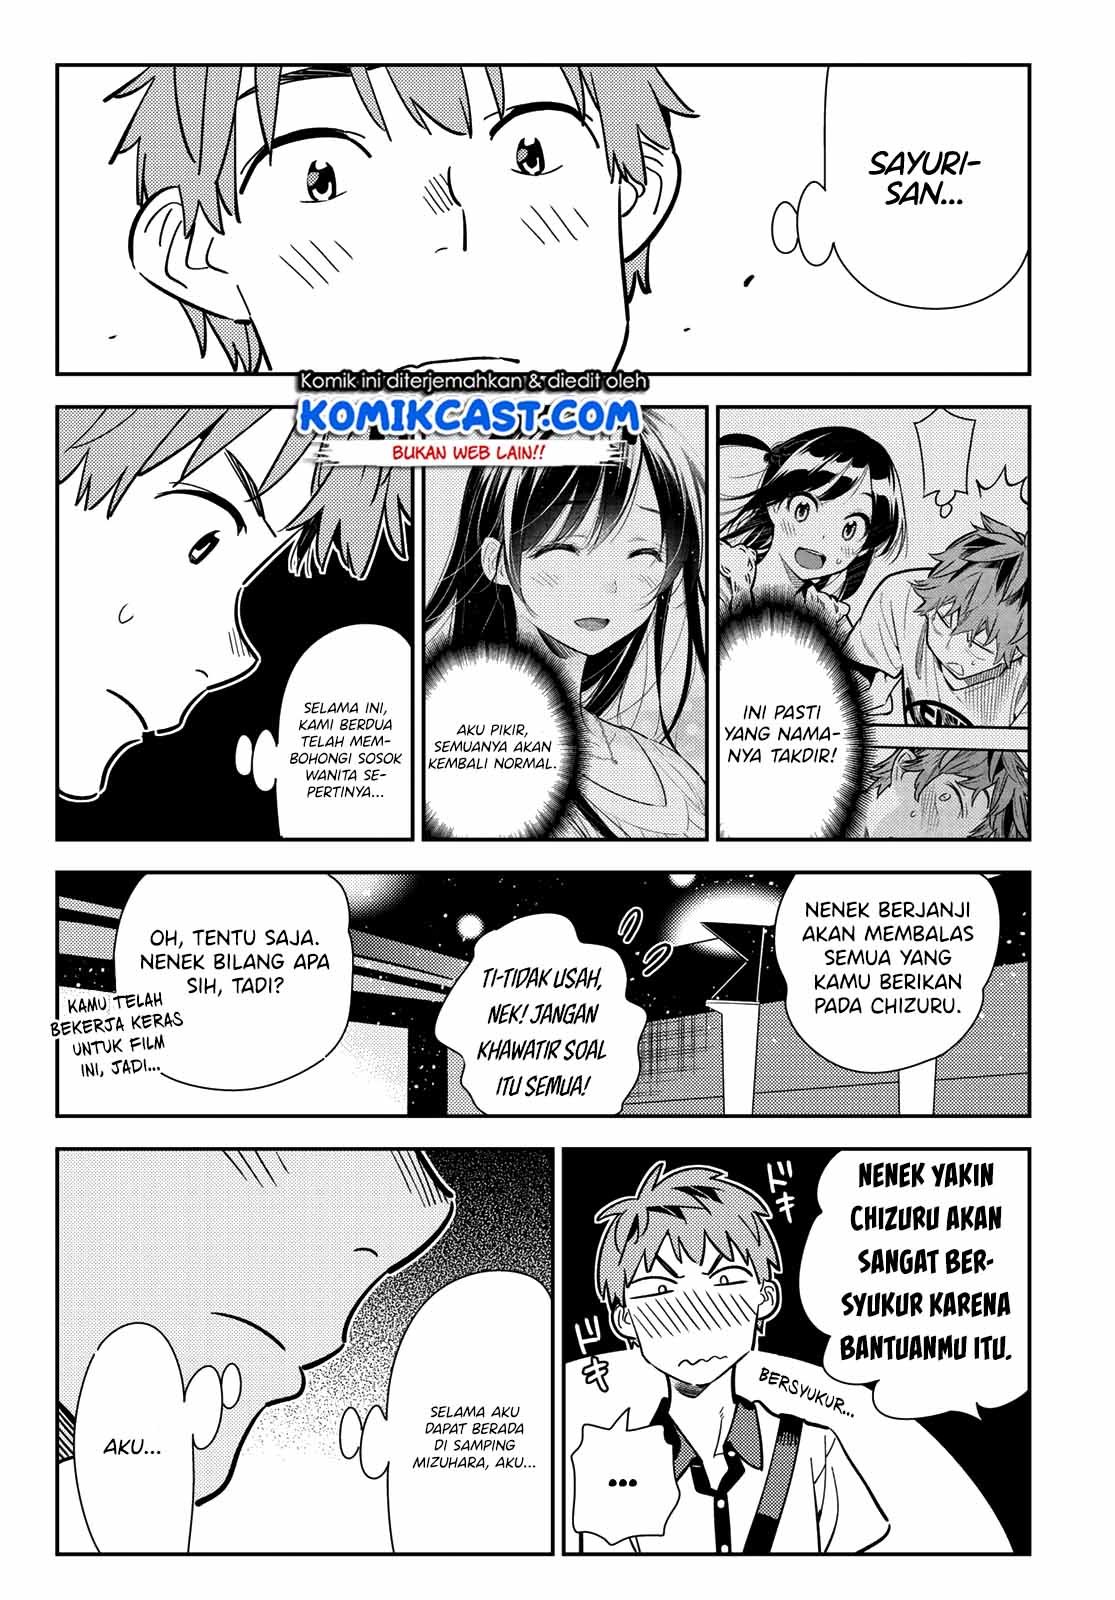 SAYURI-
SAN...
Komik ini diterjemahkan & diedit oleh
KOMIKCAST.COM
BUKAN WEB LAIN!!
INI PASTI
YANG NAMA-
NYA TAKDIR!
AKU PIKIR,
SEMUANYA AKAN
KEMBALI NORMAL.
SELAMA INI,
KAMI BERDUA
TELAH MEM-
BOHONGI SOSOK
WANITA SE-
PERTINYA...
NENEK BERJANJI
AKAN MEMBALAS
SEMUA YANG
KAMU BERIKAN
PADA CHIZURU.
TI-TIDAK USAH,
NEK! JANGAN
KHAWATIR SOAL
ITU SEMUA!
OH, TENTU SAJA.
NENEK BILANG APA
SIH, TADI?
KAMU TELAH
BEKERJA KERAS
UNTUK FILM
INI, JADI...
NENEK YAKIN
CHIZURU AKAN
SANGAT BER-
SYUKUR KARENA
BANTUANMU ITU.
ドキ
ドキ
BERSYUKUR...
...
SELAMA AKU
DAPAT BERADA
DI SAMPING
MIZUHARA, AKU...
AKU...